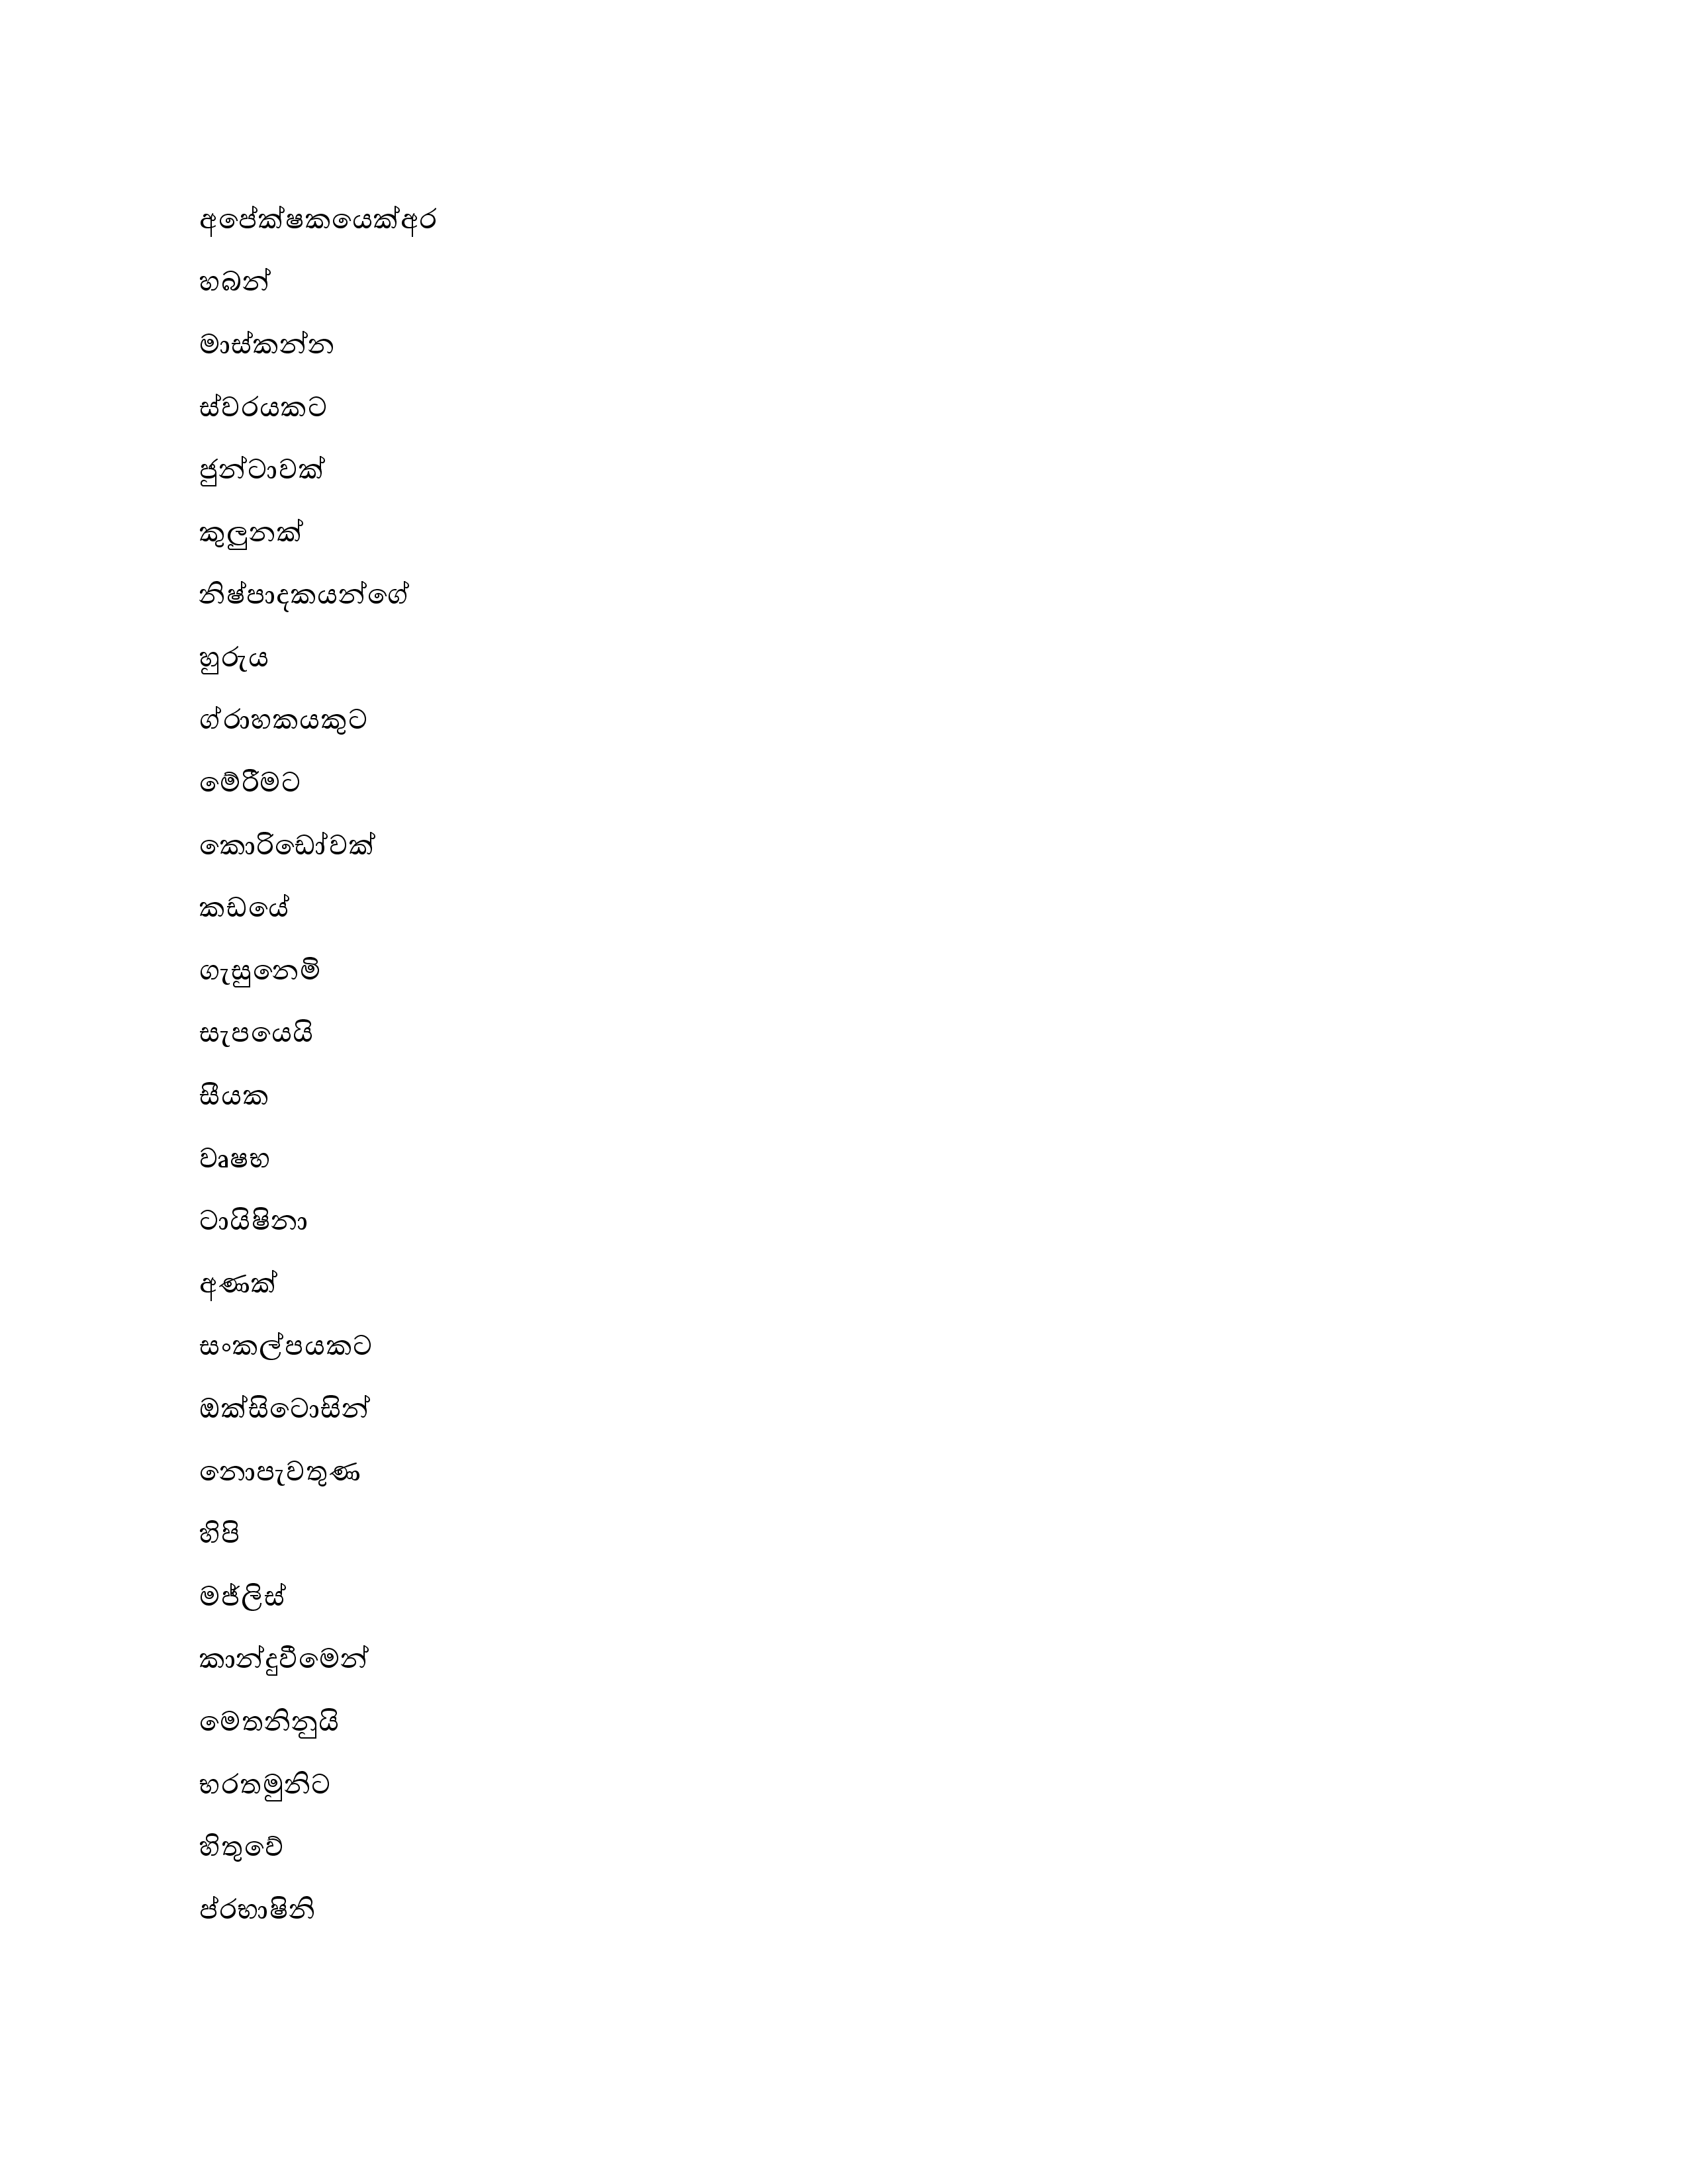 අපේක්ෂකයෙක්අර
හබන්
මාස්කන්න
ස්වරයකට
ජුන්ටාවක්
කුලුනක්
නිෂ්පාදකයන්ගේ
හුරුය
ග්රාහකයකුට
මේරීමට
කොරිඩෝවක්
කඩයේ
ගැසුනෙමි
සැපයෙයි
සීයක
වෘෂභ
ටායිෂිනා
අණක්
සංකල්පයකට
ඔක්සිටොසින්
නොපැවතුණ
හිපි
මජ්ලිස්
කාන්දුවීමෙන්
මෙතනිනුයි
භරතමුනිට
හිතුවේ
ප්රභාෂිනි